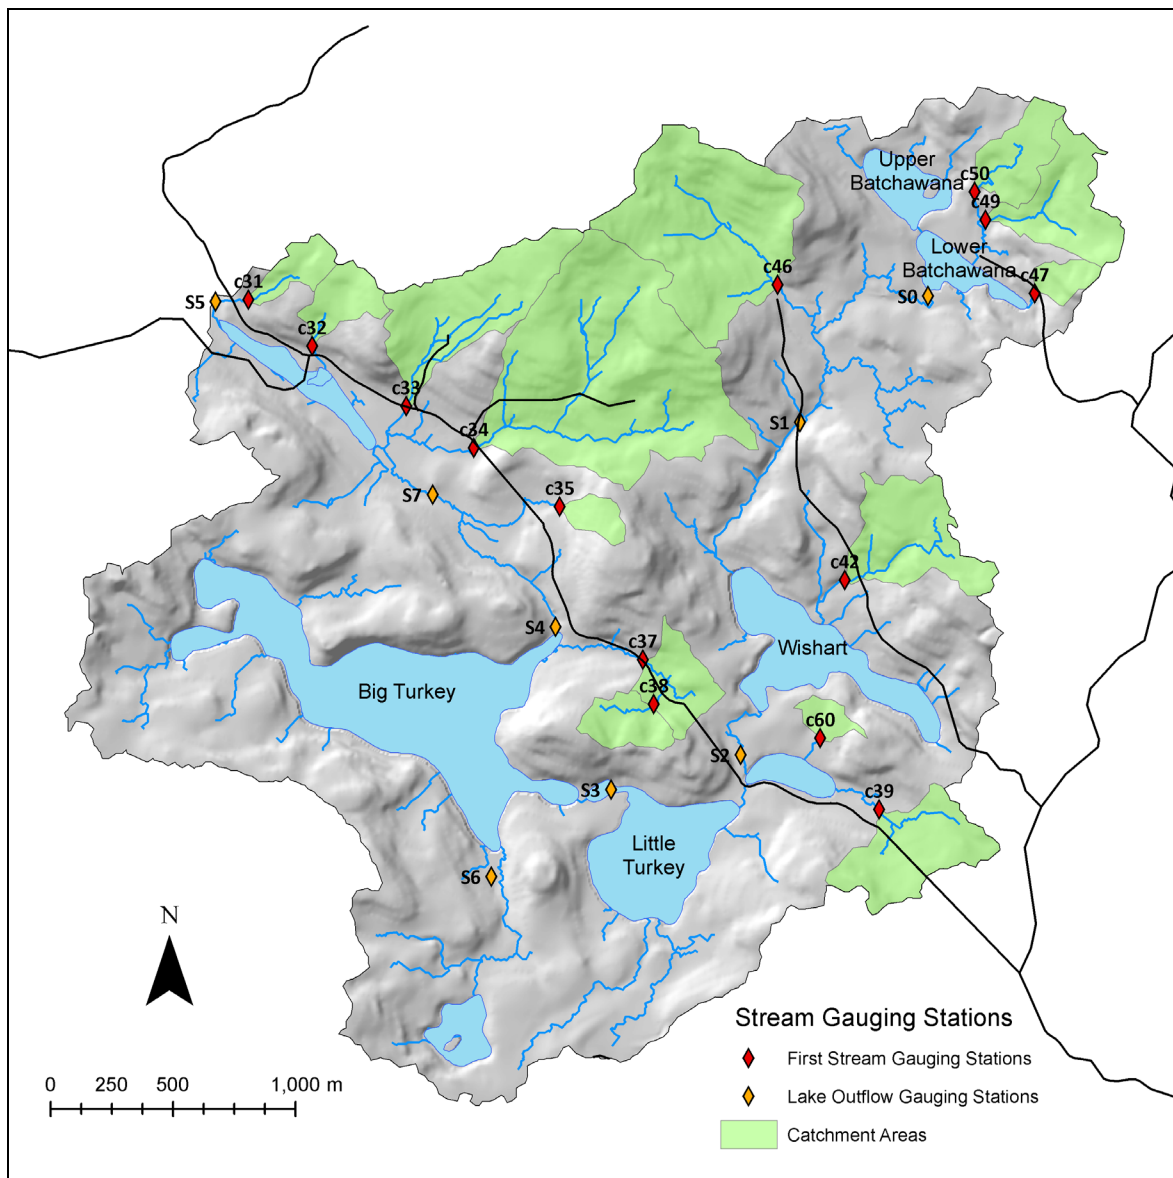 Upper
Batchawana
c50
c49
Lower
Batchawana
c47
S0
c46
c31
S5
c32
c33
c34
S1
S7
c35
c42
S4
c37
Wishart
Big Turkey
c38
c60
S2
S3
c39
Little
Turkey
S6
N
Stream Gauging Stations
First Stream Gauging Stations
Lake Outflow Gauging Stations
Catchment Areas
0 250 500 1,000 m